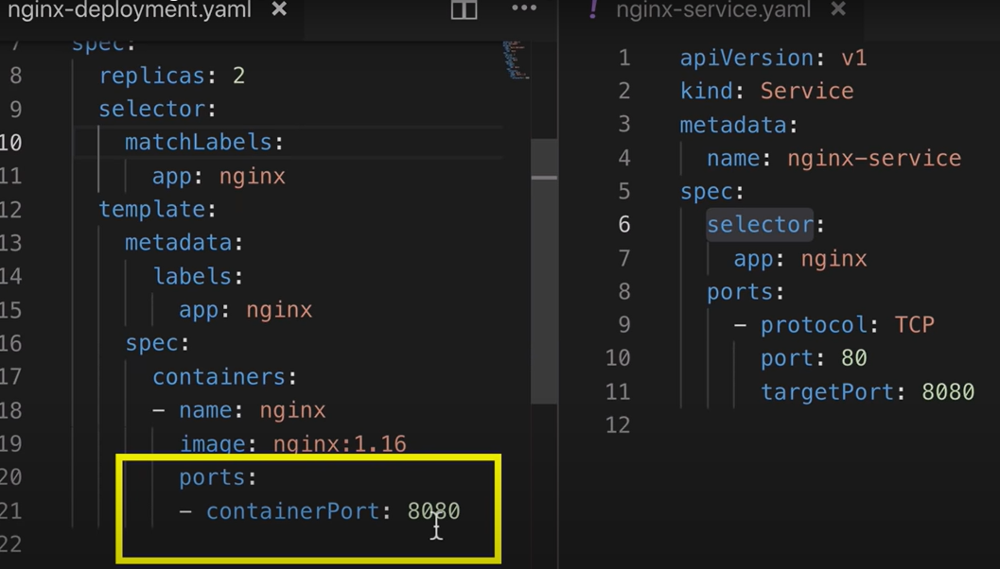 nginx-deployment.yaml ×
7 spec:
8 replicas: 2
9 selector:
10 matchLabels:
11 app: nginx
12 template:
13 metadata:
14 labels:
15 app: nginx
16 spec:
17 containers:
18 - name: nginx
19 image: nginx:1.16
20 ports:
21 - containerPort: 8080
22
! nginx-service.yaml ×
1 apiVersion: v1
2 kind: Service
3 metadata:
4 name: nginx-service
5 spec:
6 selector:
7 app: nginx
8 ports:
9 - protocol: TCP
10 port: 80
11 targetPort: 8080
12